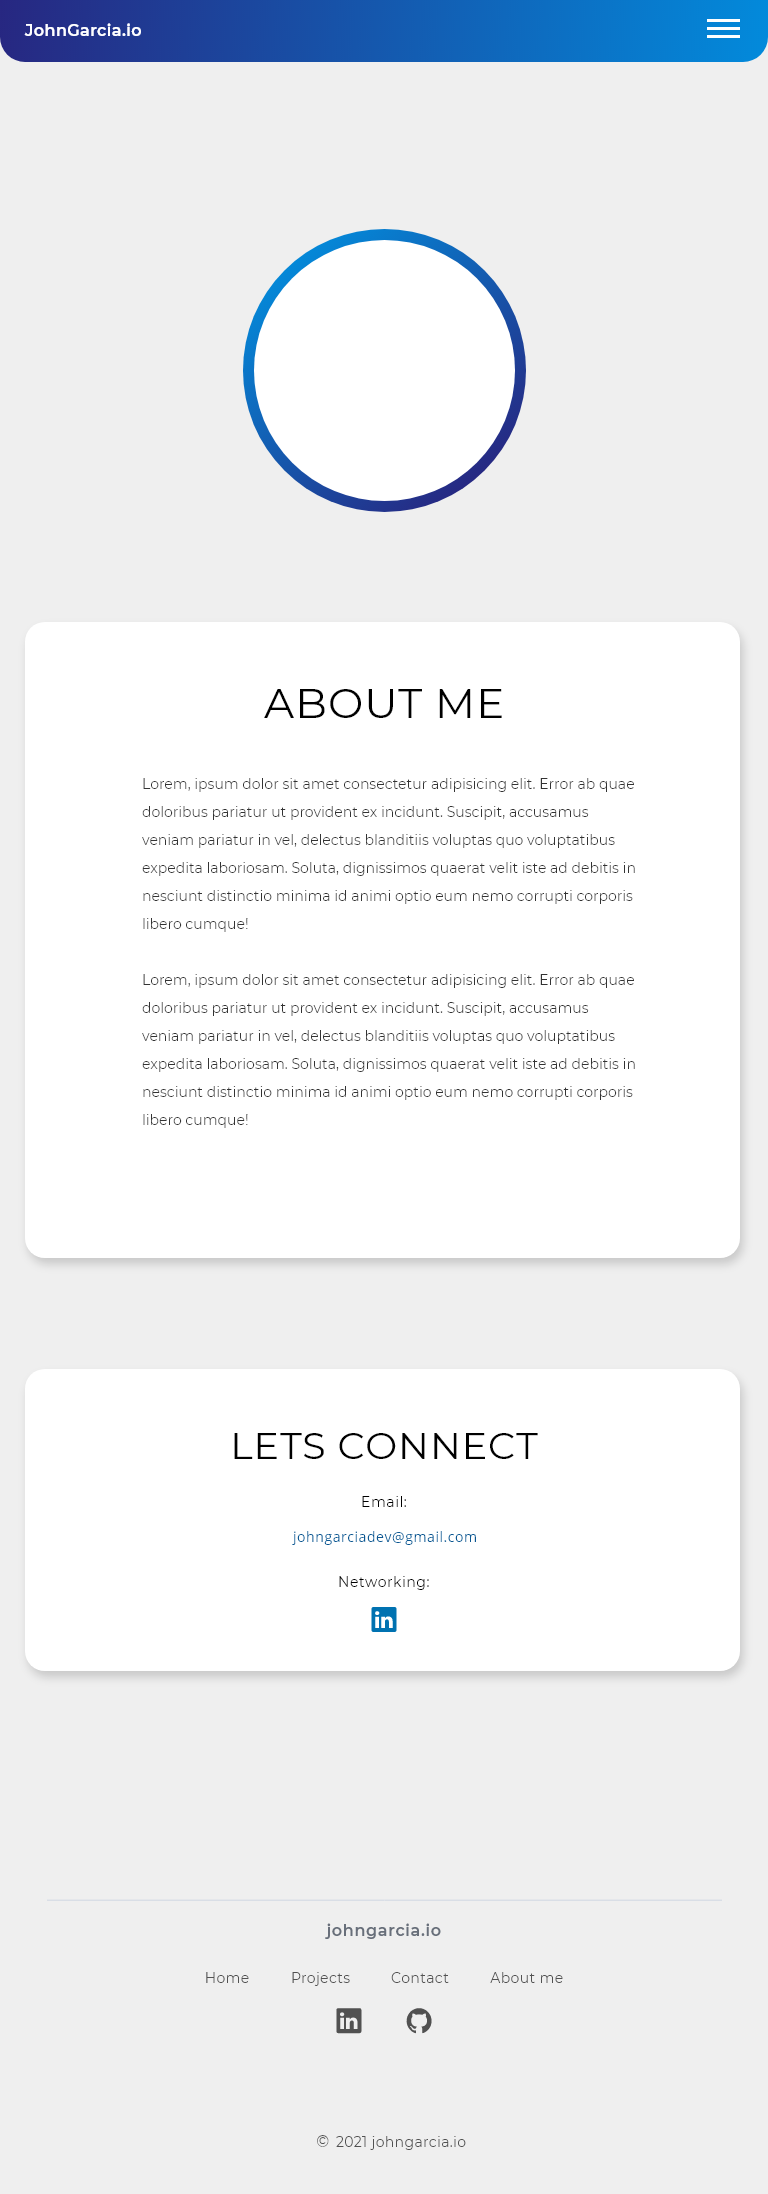 JohnGarcia.io
ABOUT ME
Lorem, ipsum dolor sit amet consectetur adipisicing elit. Error ab quae
doloribus pariatur ut provident ex incidunt. Suscipit, accusamus
veniam pariatur in vel, delectus blanditiis voluptas quo voluptatibus
expedita laboriosam. Soluta, dignissimos quaerat velit iste ad debitis in
nesciunt distinctio minima id animi optio eum nemo corrupti corporis
libero cumque!
Lorem, ipsum dolor sit amet consectetur adipisicing elit. Error ab quae
doloribus pariatur ut provident ex incidunt. Suscipit, accusamus
veniam pariatur in vel, delectus blanditiis voluptas quo voluptatibus
expedita laboriosam. Soluta, dignissimos quaerat velit iste ad debitis in
nesciunt distinctio minima id animi optio eum nemo corrupti corporis
libero cumque!
LETS CONNECT
Email:
johngarciadev@gmail.com
Networking:
in
johngarcia.io
Home Projects Contact About me
in
© 2021 johngarcia.io